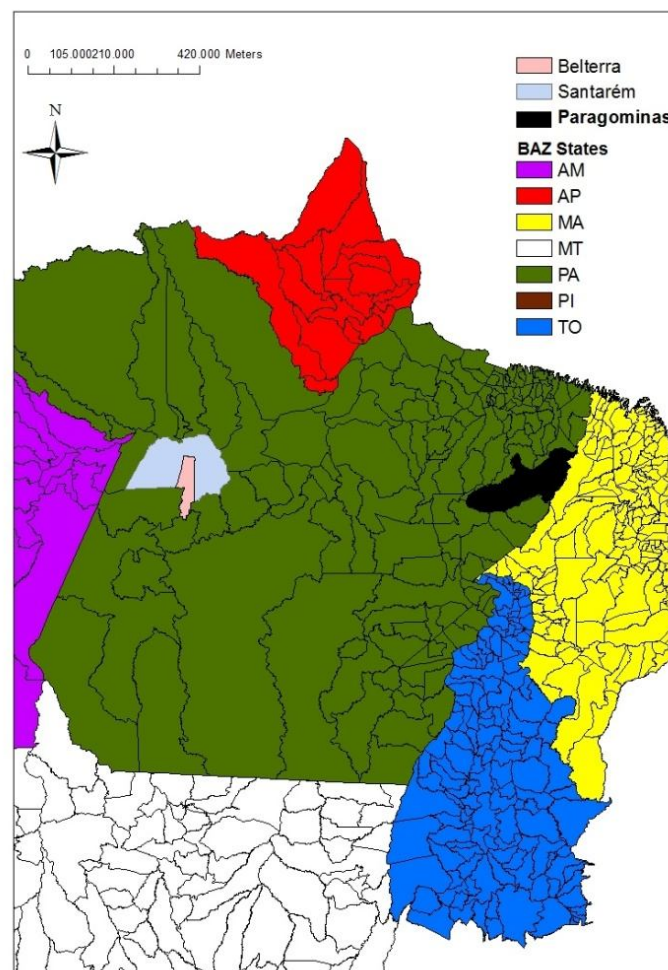 0 105.000210.000 420.000 Meters
N
Belterra
Santarém
Paragominas
BAZ States
AM
AP
MA
MT
PA
PI
TO